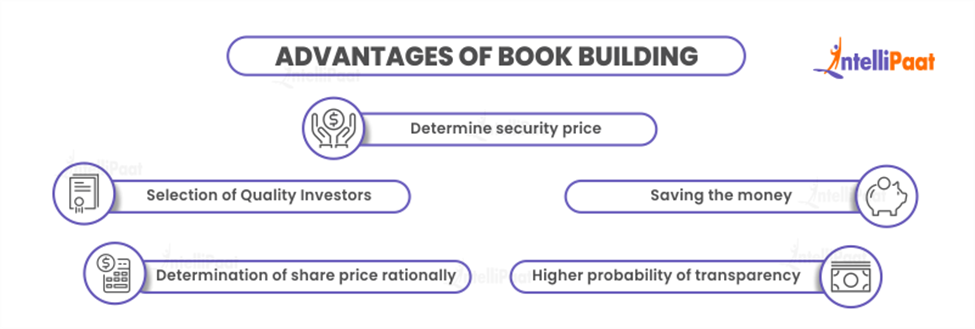 ADVANTAGES OF BOOK BUILDING
IntelliPaat
Determine security price
Selection of Quality Investors
Saving the money
Determination of share price rationally
Higher probability of transparency